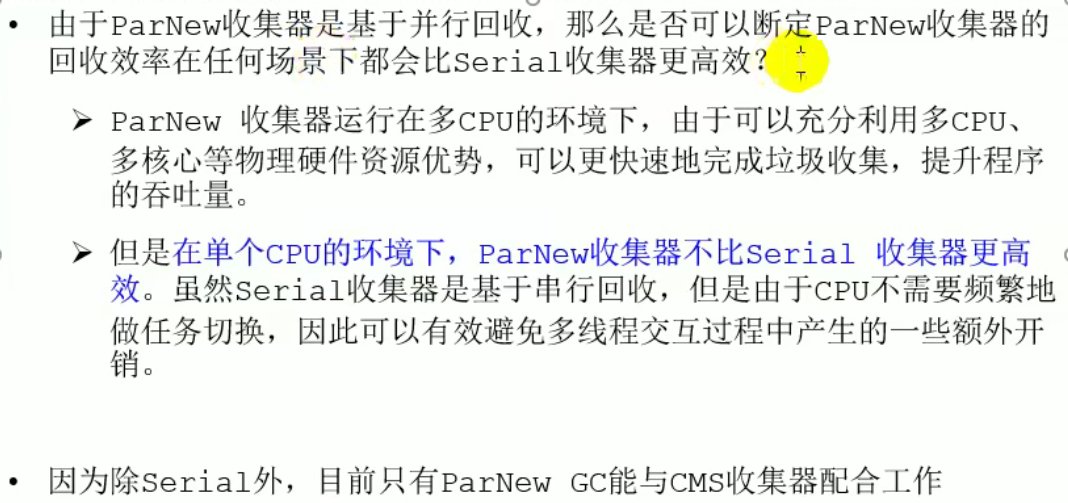 • 由于ParNew收集器是基于并行回收，那么是否可以断定ParNew收集器的
回收效率在任何场景下都会比Serial收集器更高效？
➢ ParNew 收集器运行在多CPU的环境下，由于可以充分利用多CPU、
多核心等物理硬件资源优势，可以更快速地完成垃圾收集，提升程序
的吞吐量。
➢ 但是在单个CPU的环境下，ParNew收集器不比Serial 收集器更高
效。虽然Serial收集器是基于串行回收，但是由于CPU不需要频繁地
做任务切换，因此可以有效避免多线程交互过程中产生的一些额外开
销。
• 因为除Serial外，目前只有ParNew GC能与CMS收集器配合工作